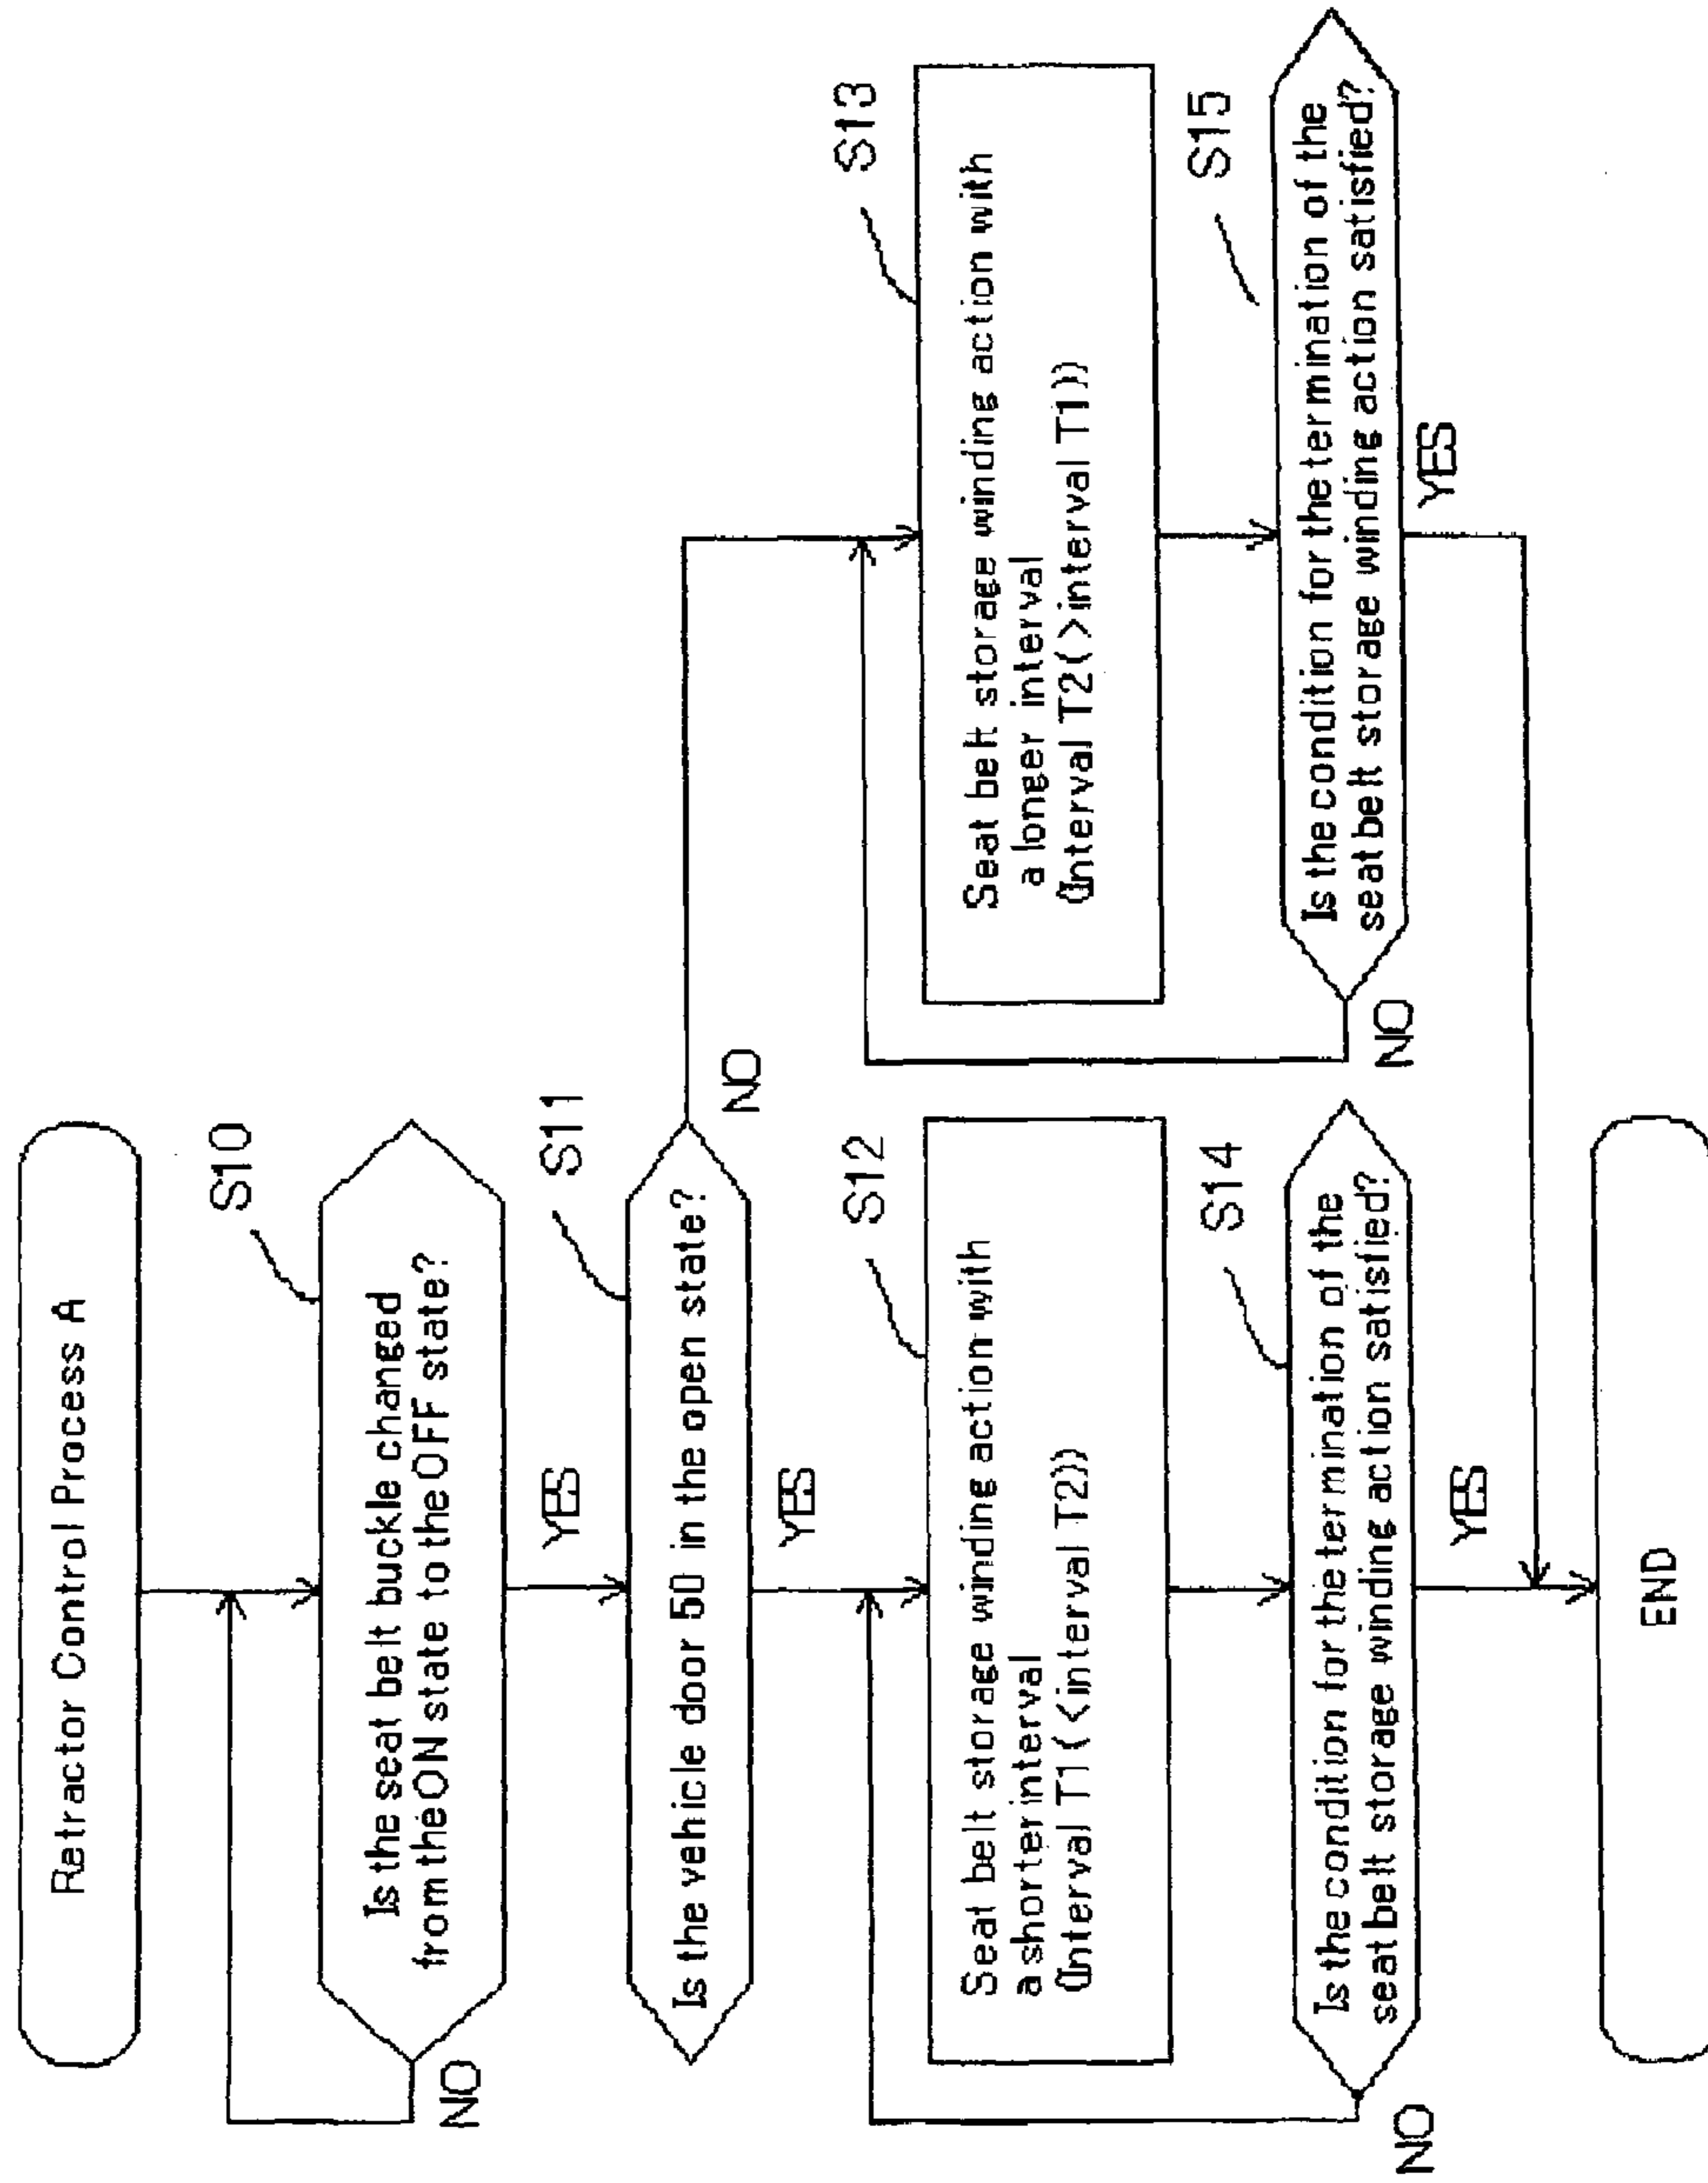 Retractor Control Process A
S10
Is the seat belt buckle changed
from the ON state to the OFF state?
NO
YES
S11
Is the vehicle door 50 in the open state?
NO
YES
S12
Seat belt storage winding action with
a shorter interval
(Interval T1(<interval T2))
S13
Seat belt storage winding action with
a longer interval
(Interval T2(>interval T1))
S14
Is the condition for the termination of the
seat belt storage winding action satisfied?
NO
YES
S15
Is the condition for the termination of the
seat belt storage winding action satisfied?
NO
YES
END